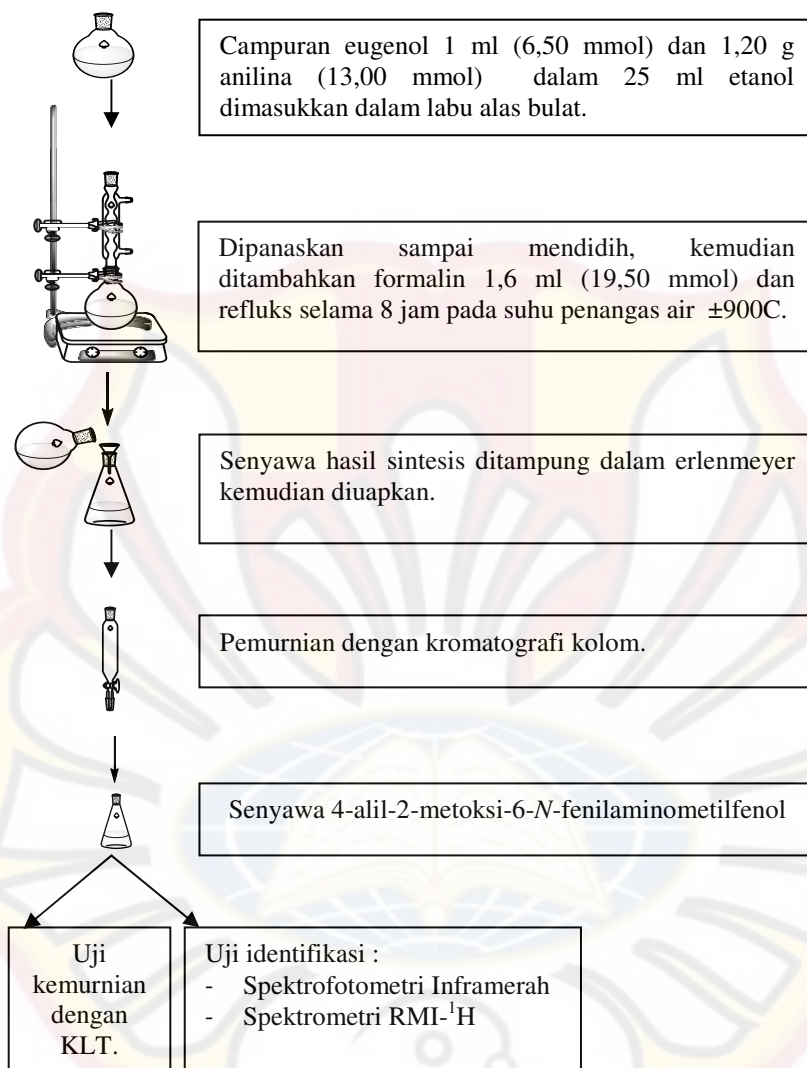 Campuran eugenol 1 ml (6,50 mmol) dan 1,20 g
anilina (13,00 mmol) dalam 25 ml etanol
dimasukkan dalam labu alas bulat.
Dipanaskan sampai mendidih, kemudian
ditambahkan formalin 1,6 ml (19,50 mmol) dan
refluks selama 8 jam pada suhu penangas air ±900C.
Senyawa hasil sintesis ditampung dalam erlenmeyer
kemudian diuapkan.
Pemurnian dengan kromatografi kolom.
Senyawa 4-alil-2-metoksi-6-N-fenilaminometilfenol
Uji
kemurnian
dengan
KLT.
Uji identifikasi :
- Spektrofotometri Inframerah
- Spektrometri RMI-¹H